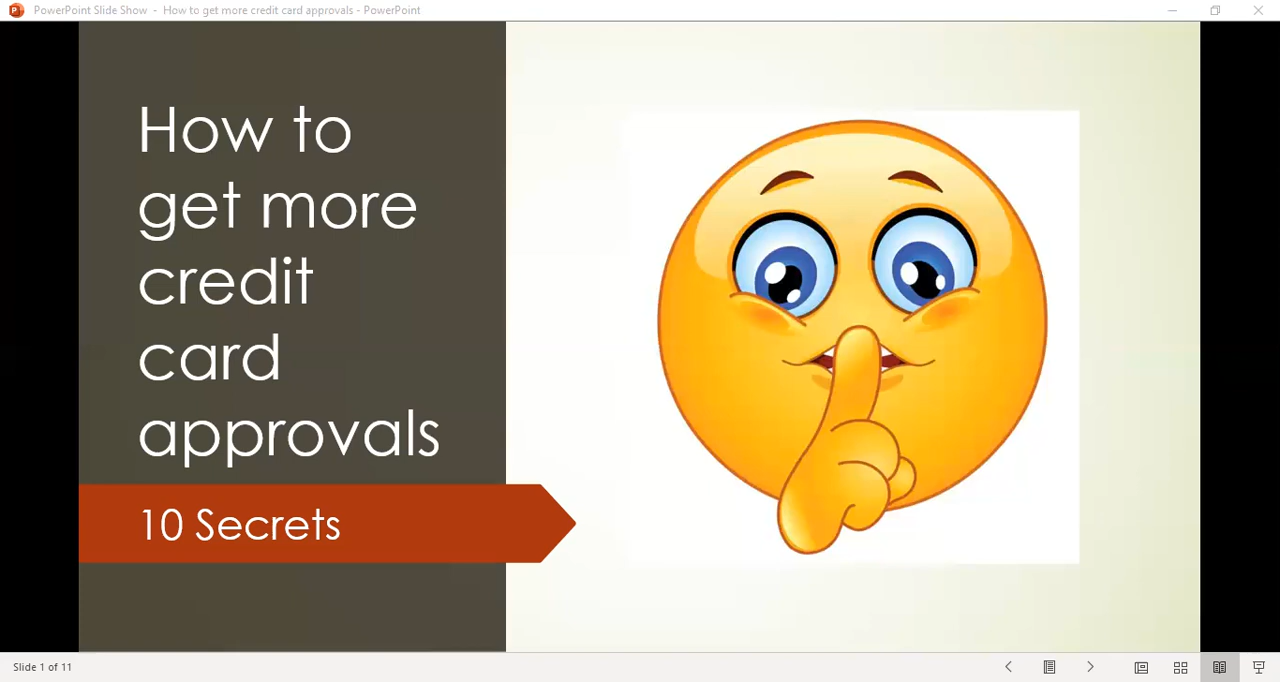 PowerPoint Slide Show - How to get more credit card approvals - PowerPoint
How to
get more
credit
card
approvals
10 Secrets
Slide 1 of 11